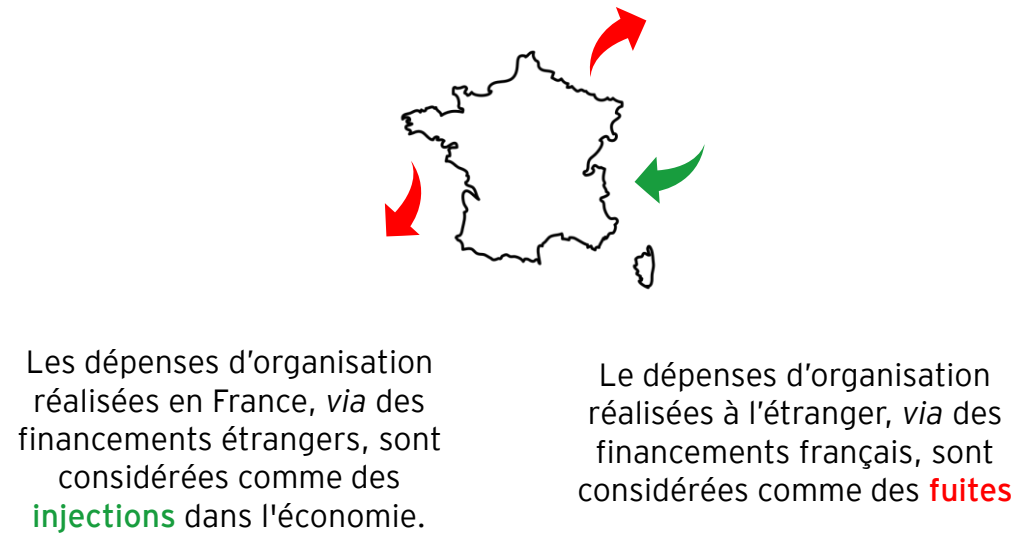 Les dépenses d’organisation
réalisées en France, via des
financements étrangers, sont
considérées comme des
injections dans l'économie.
Le dépenses d’organisation
réalisées à l’étranger, via des
financements français, sont
considérées comme des fuites